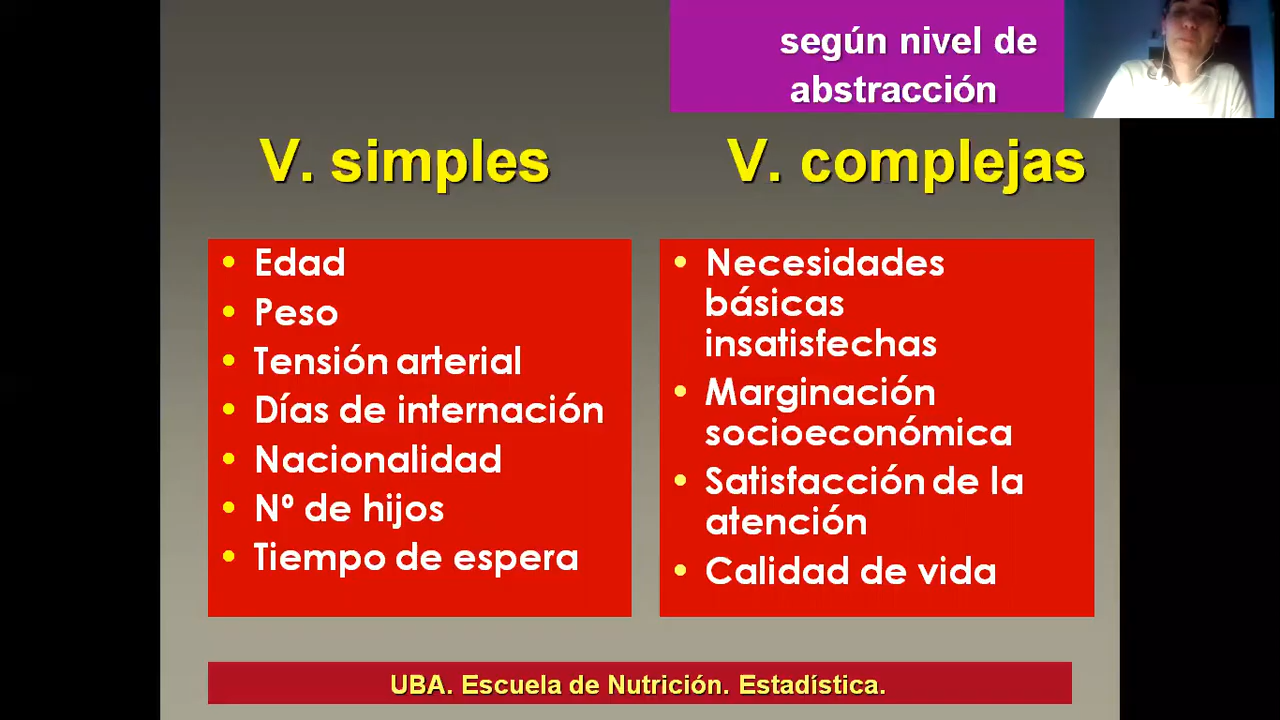 según nivel de
abstracción
V. simples
V. complejas
• Edad
• Peso
• Tensión arterial
• Días de internación
• Nacionalidad
• Nº de hijos
• Tiempo de espera
• Necesidades
básicas
insatisfechas
• Marginación
socioeconómica
• Satisfacción de la
atención
• Calidad de vida
UBA. Escuela de Nutrición. Estadística.